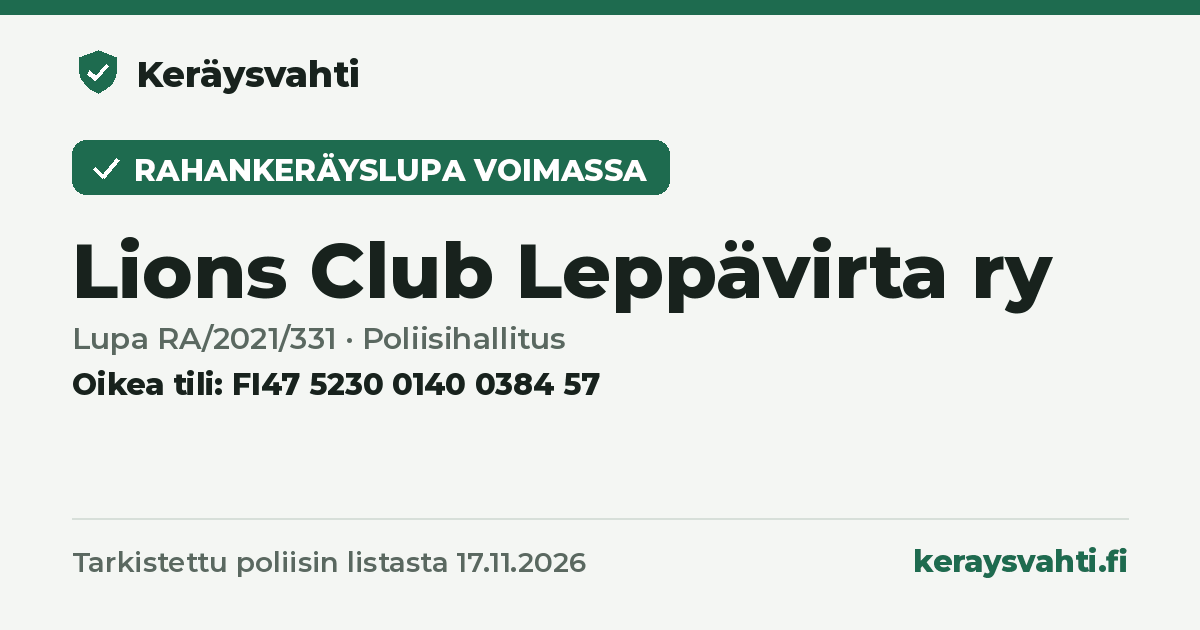 Keräysvahti
RAHANKERÄYSLUPA VOIMASSA
Lions Club Leppävirta ry
Lupa RA/2021/331 · Poliisihallitus
Oikea tili: FI47 5230 0140 0384 57
Tarkistettu poliisin listasta 17.11.2026
keraysvahti.fi